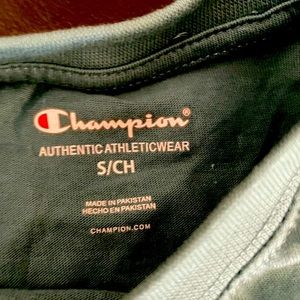 Champion®
AUTHENTIC ATHLETICWEAR
S/CH
MADE IN PAKISTAN
HECHO EN PAKISTAN
CHAMPION.COM